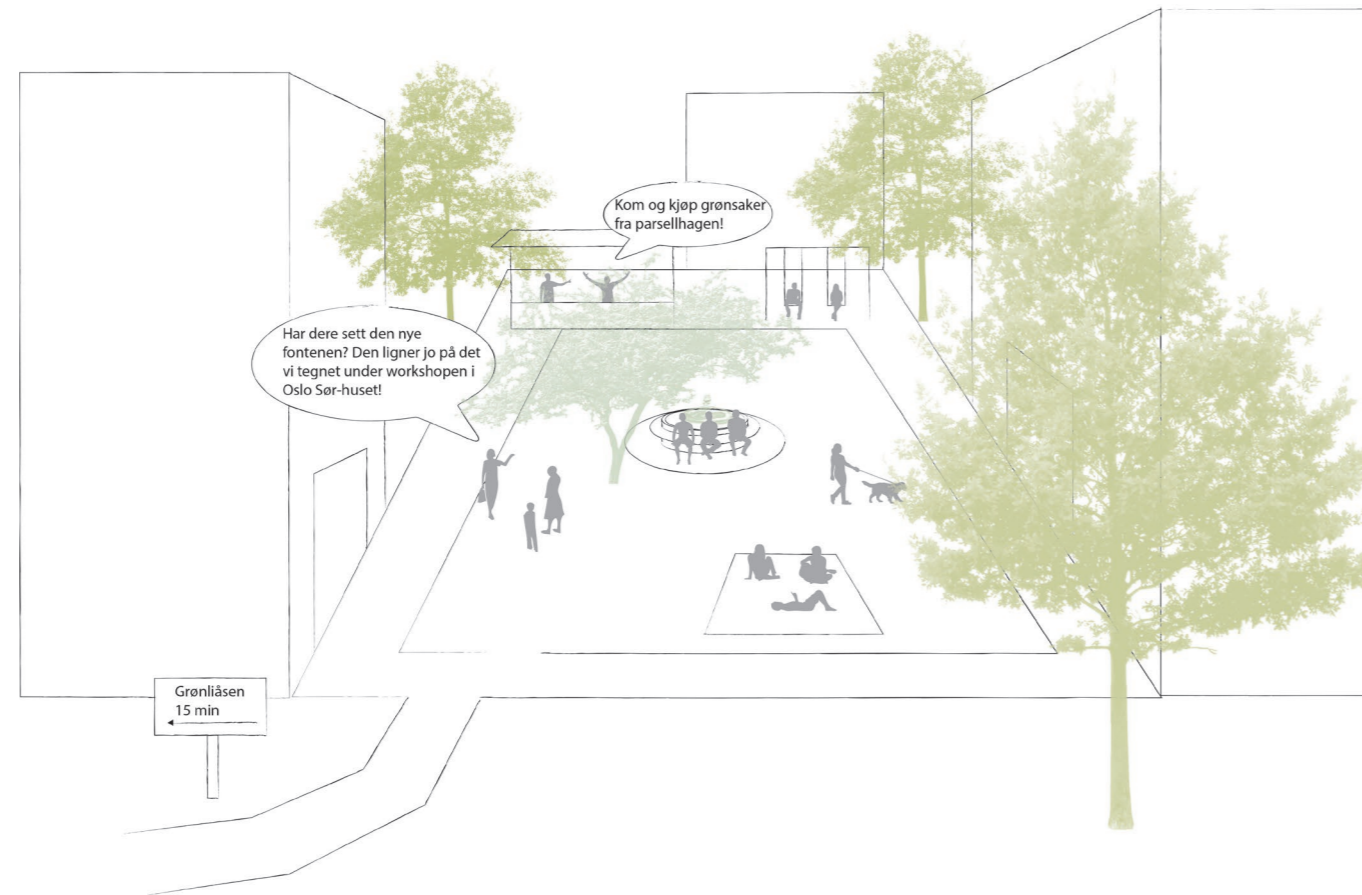 Kom og kjøp grønsaker
fra parsellhagen!
Har dere sett den nye
fontenen? Den ligner jo på det
vi tegnet under workshopen i
Oslo Sør-huset!
Grønliåsen
15 min